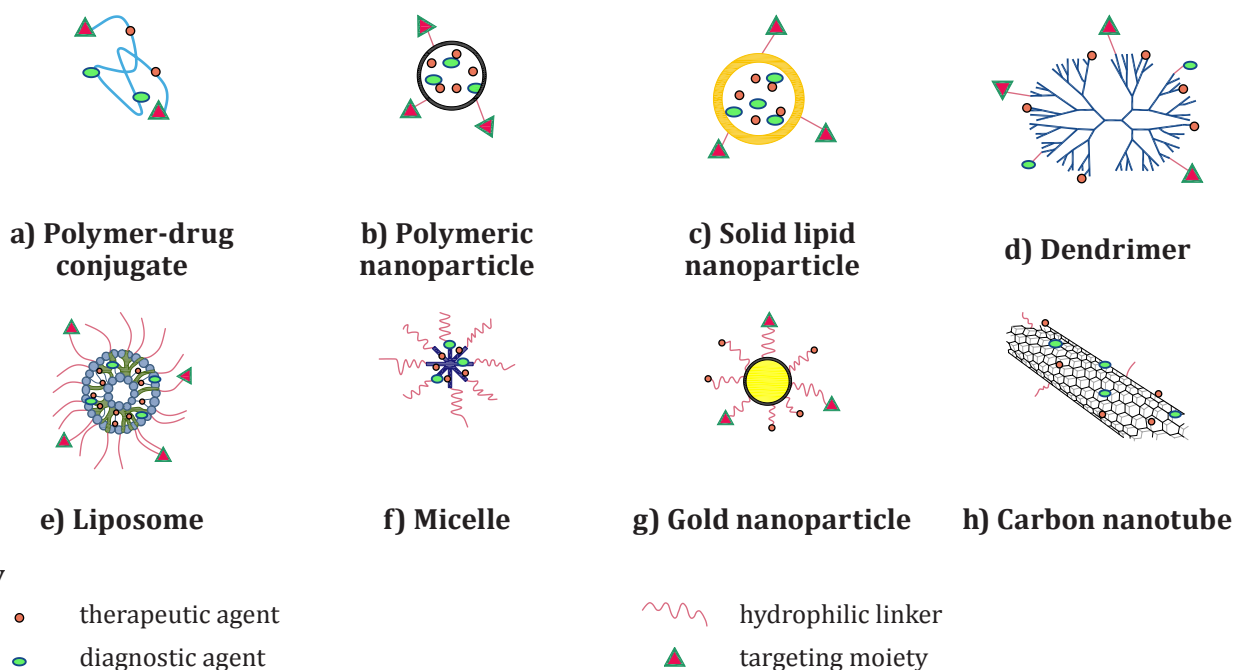 a) Polymer-drug
conjugate
b) Polymeric
nanoparticle
c) Solid lipid
nanoparticle
d) Dendrimer
e) Liposome
f) Micelle
g) Gold nanoparticle
h) Carbon nanotube
therapeutic agent
hydrophilic linker
diagnostic agent
targeting moiety